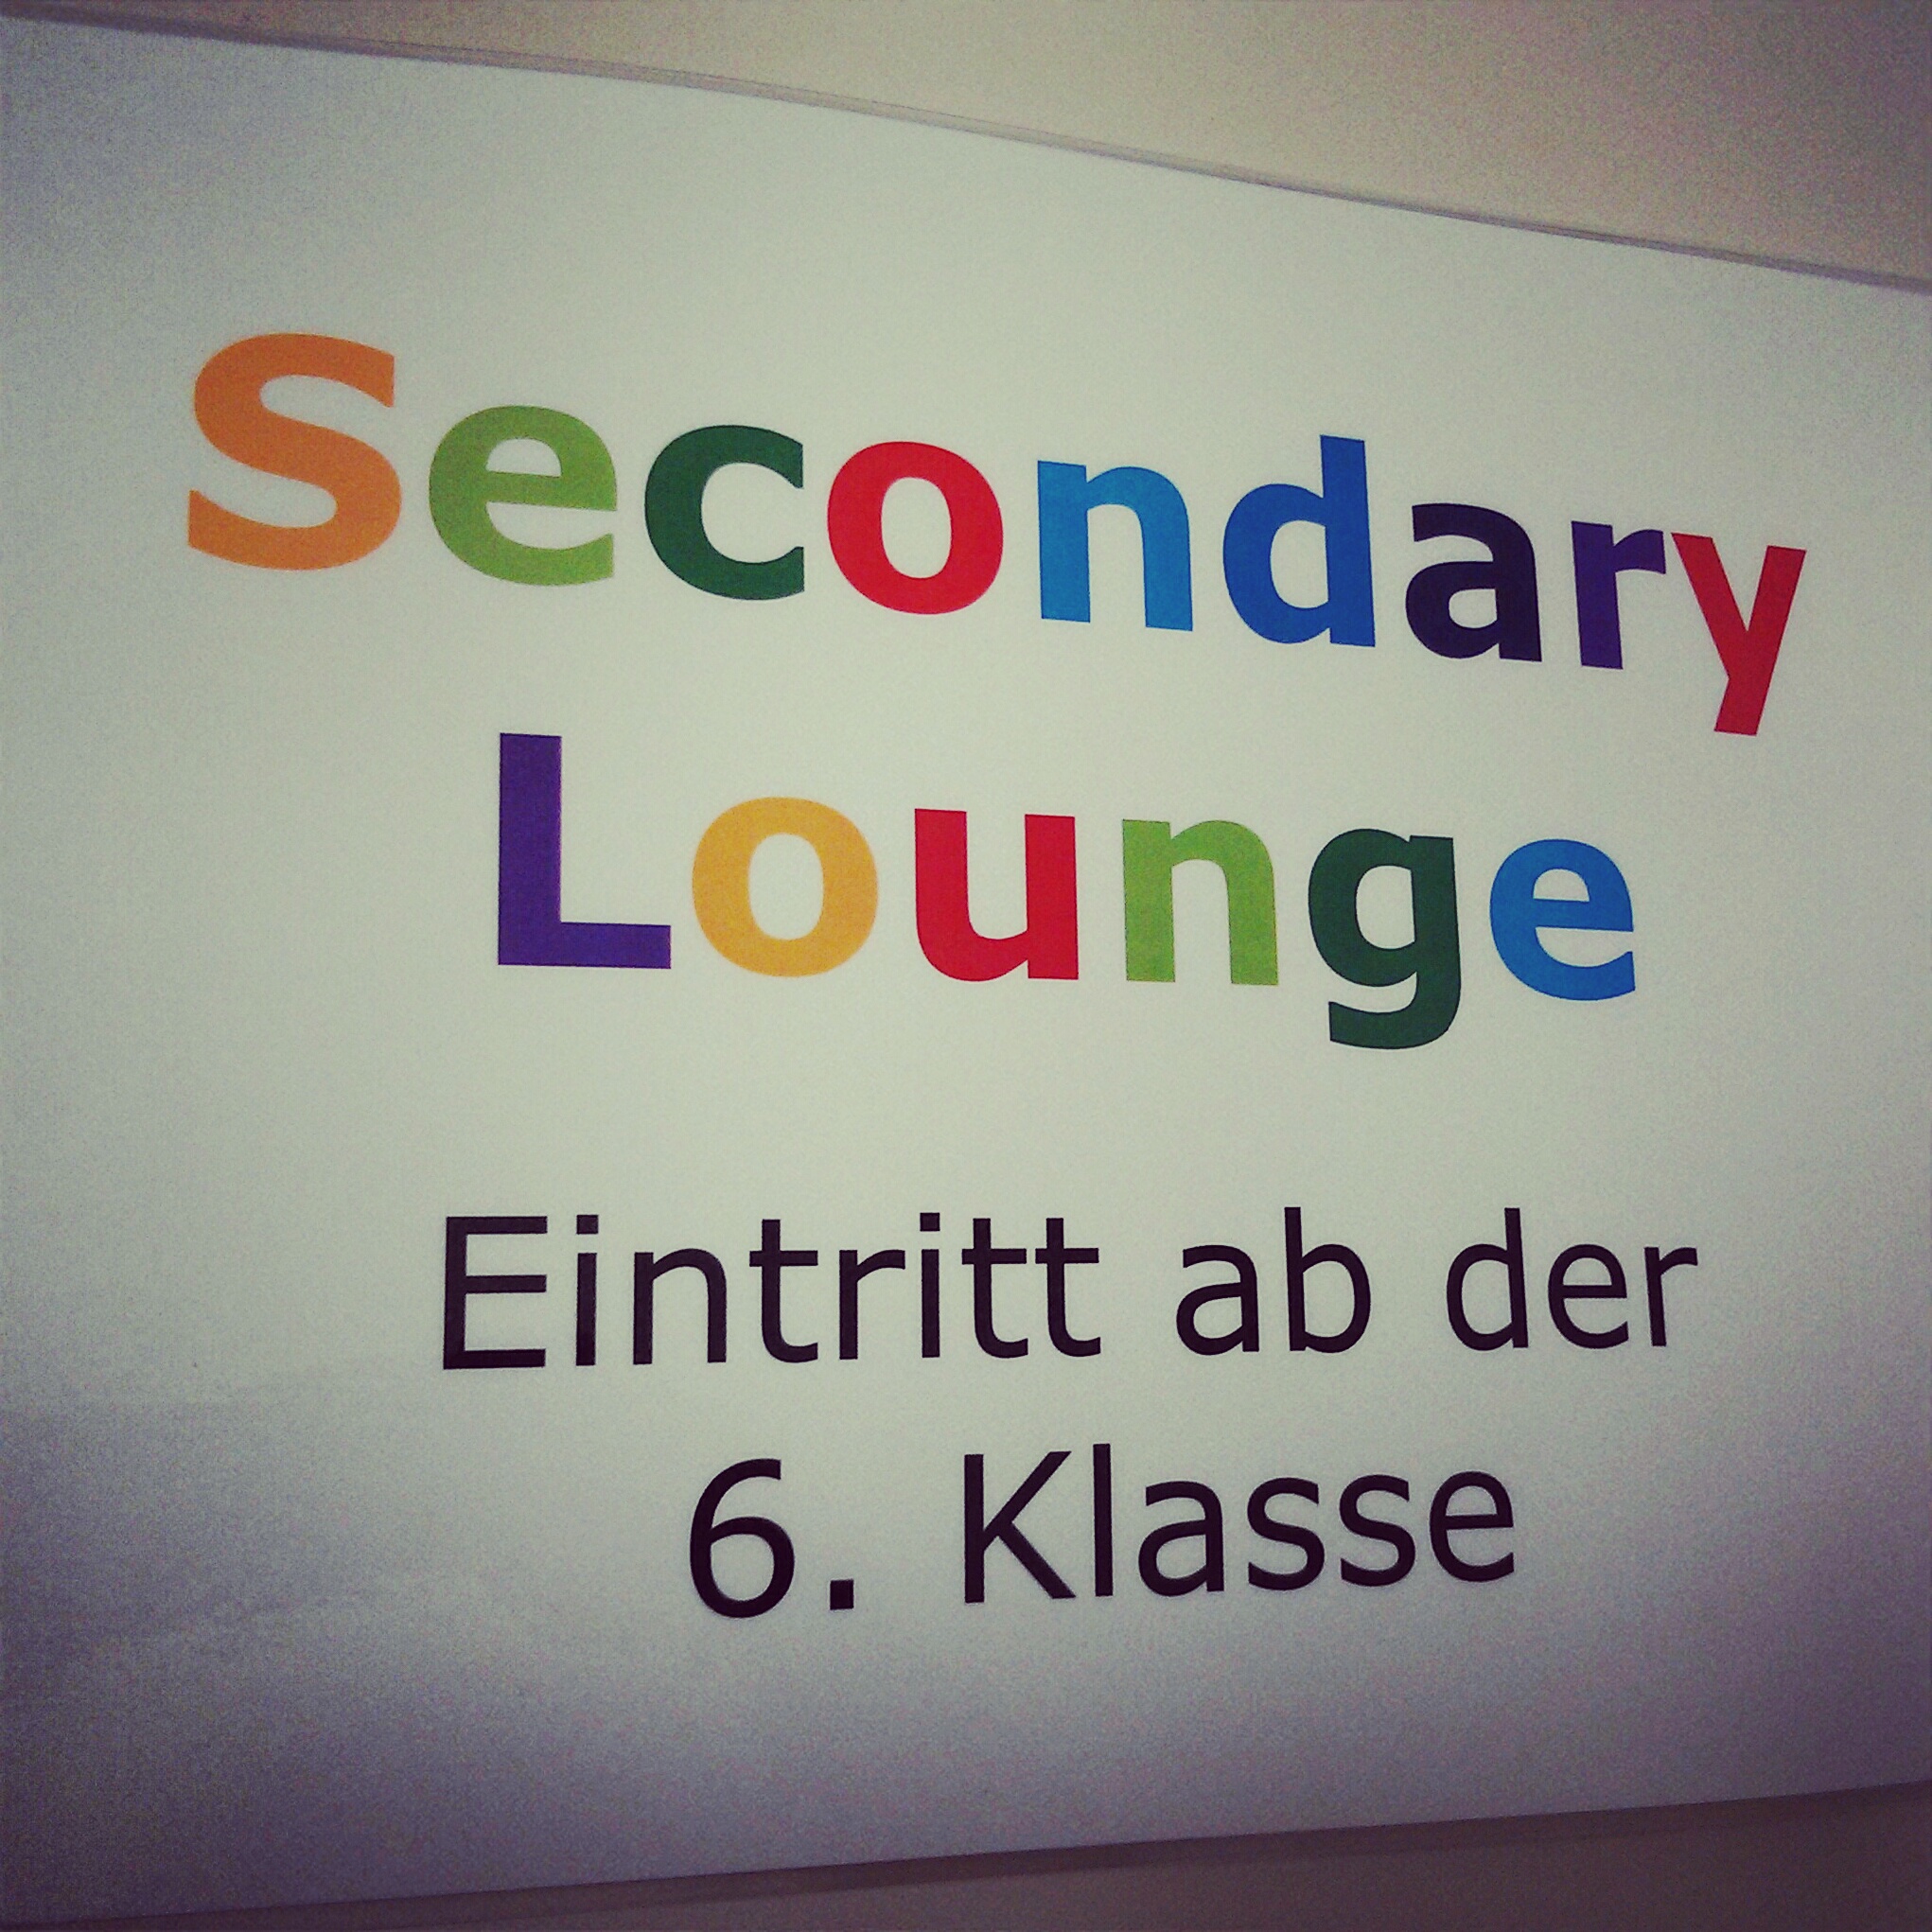 Secondary
Lounge
Eintritt ab der
6. Klasse